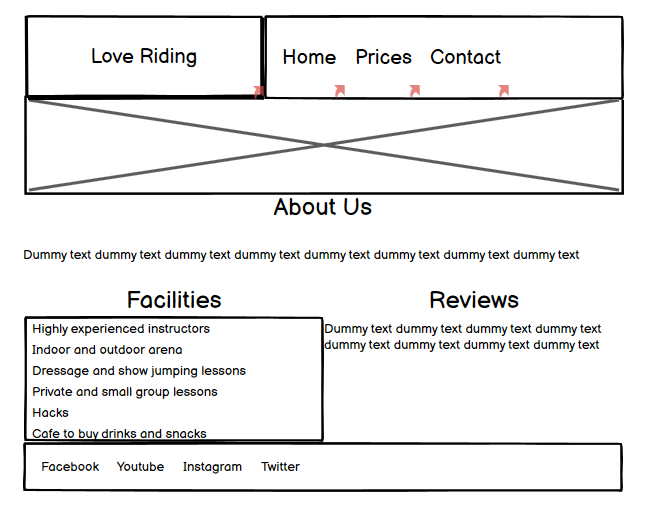 Love Riding
Home Prices Contact
About Us
Dummy text dummy text dummy text dummy text dummy text dummy text dummy text dummy text
Facilities
Highly experienced instructors
Indoor and outdoor arena
Dressage and show jumping lessons
Private and small group lessons
Hacks
Cafe to buy drinks and snacks
Reviews
Dummy text dummy text dummy text dummy text
dummy text dummy text dummy text dummy text
Facebook Youtube Instagram Twitter